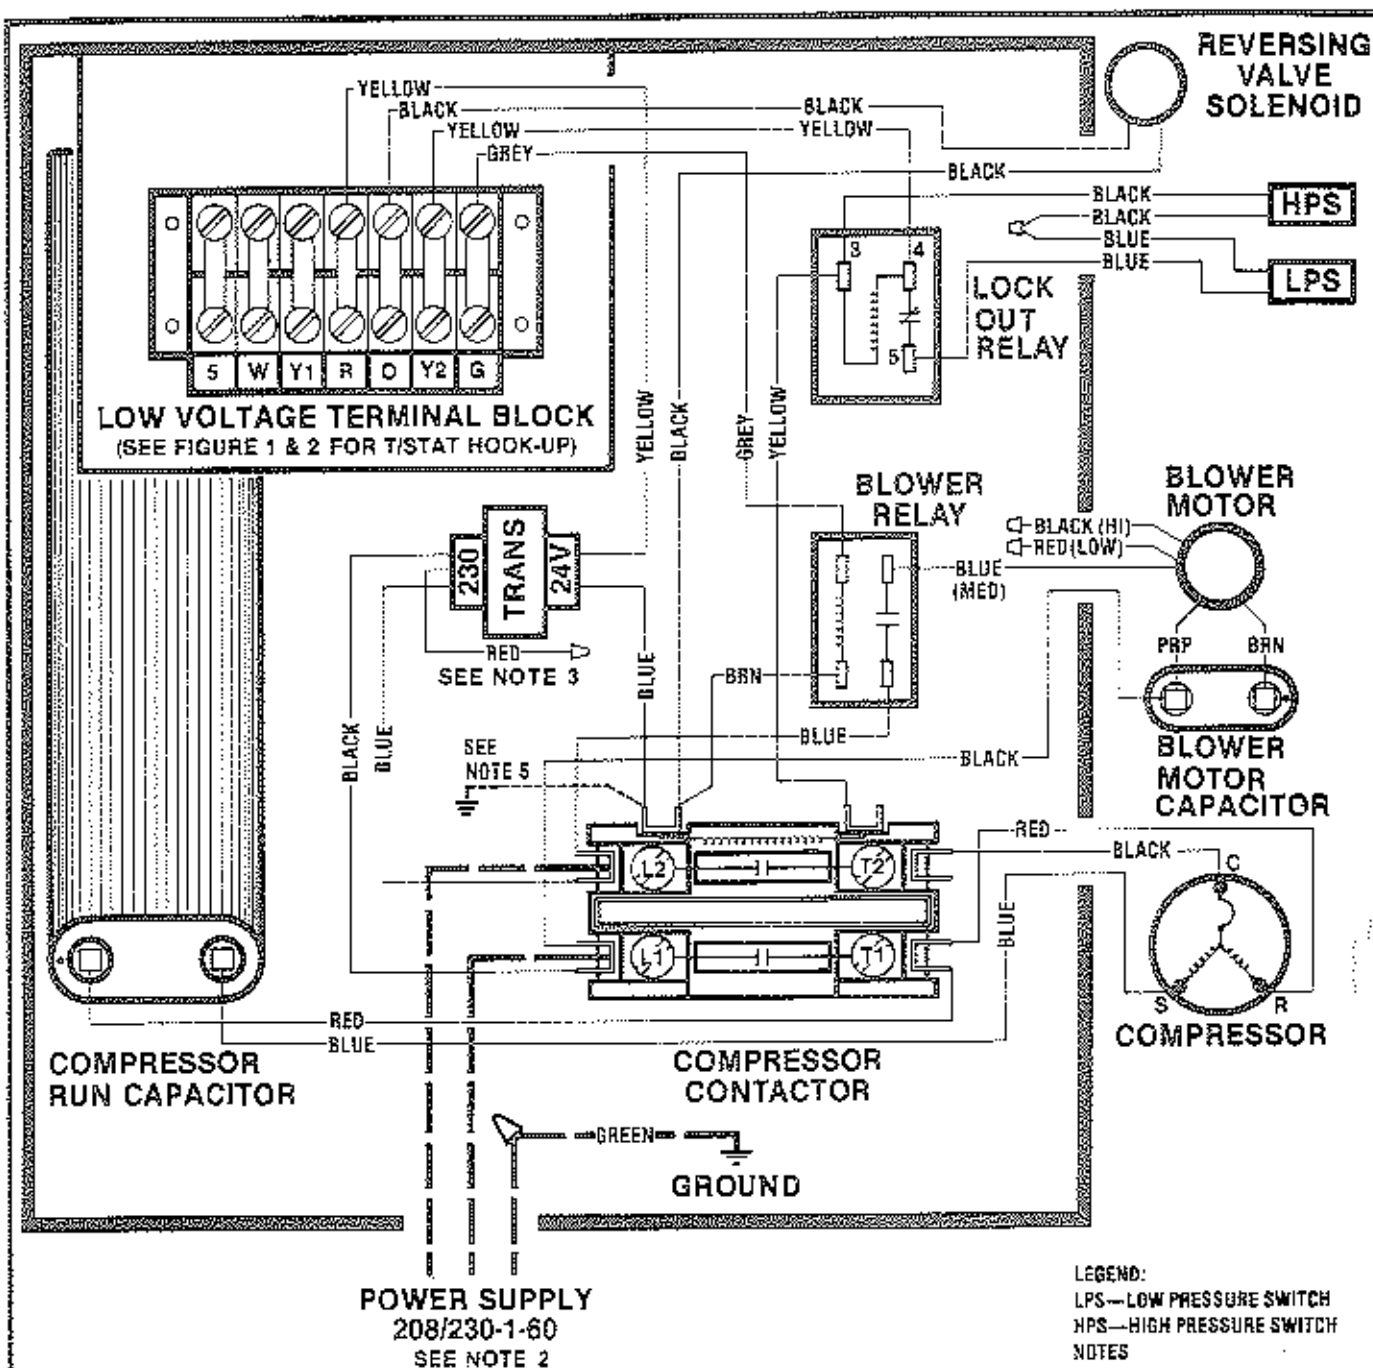 REVERSING
VALVE
SOLENOID
YELLOW
BLACK
BLACK
YELLOW
YELLOW
GREY
BLACK
BLACK
HPS
BLACK
BLUE
BLUE
LPS
3
4
5
LOCK
OUT
RELAY
5 W Y1 R O Y2 G
LOW VOLTAGE TERMINAL BLOCK
(SEE FIGURE 1 & 2 FOR T/STAT HOOK-UP)
YELLOW
BLACK
GREY
YELLOW
BLOWER
RELAY
BLOWER
MOTOR
BLACK (HI)
RED (LOW)
BLUE
(MED)
230
TRANS
24V
RED
SEE NOTE 3
BLUE
BRN
PRP
BRN
BLACK
BLUE
SEE
NOTE 5
BLUE
BLACK
BLOWER
MOTOR
CAPACITOR
RED
BLACK
C
L2
T2
BLUE
L1
T1
S
R
COMPRESSOR
RED
BLUE
COMPRESSOR
RUN CAPACITOR
COMPRESSOR
CONTACTOR
GREEN
GROUND
POWER SUPPLY
208/230-1-60
SEE NOTE 2
LEGEND:
LPS—LOW PRESSURE SWITCH
HPS—HIGH PRESSURE SWITCH
NOTES